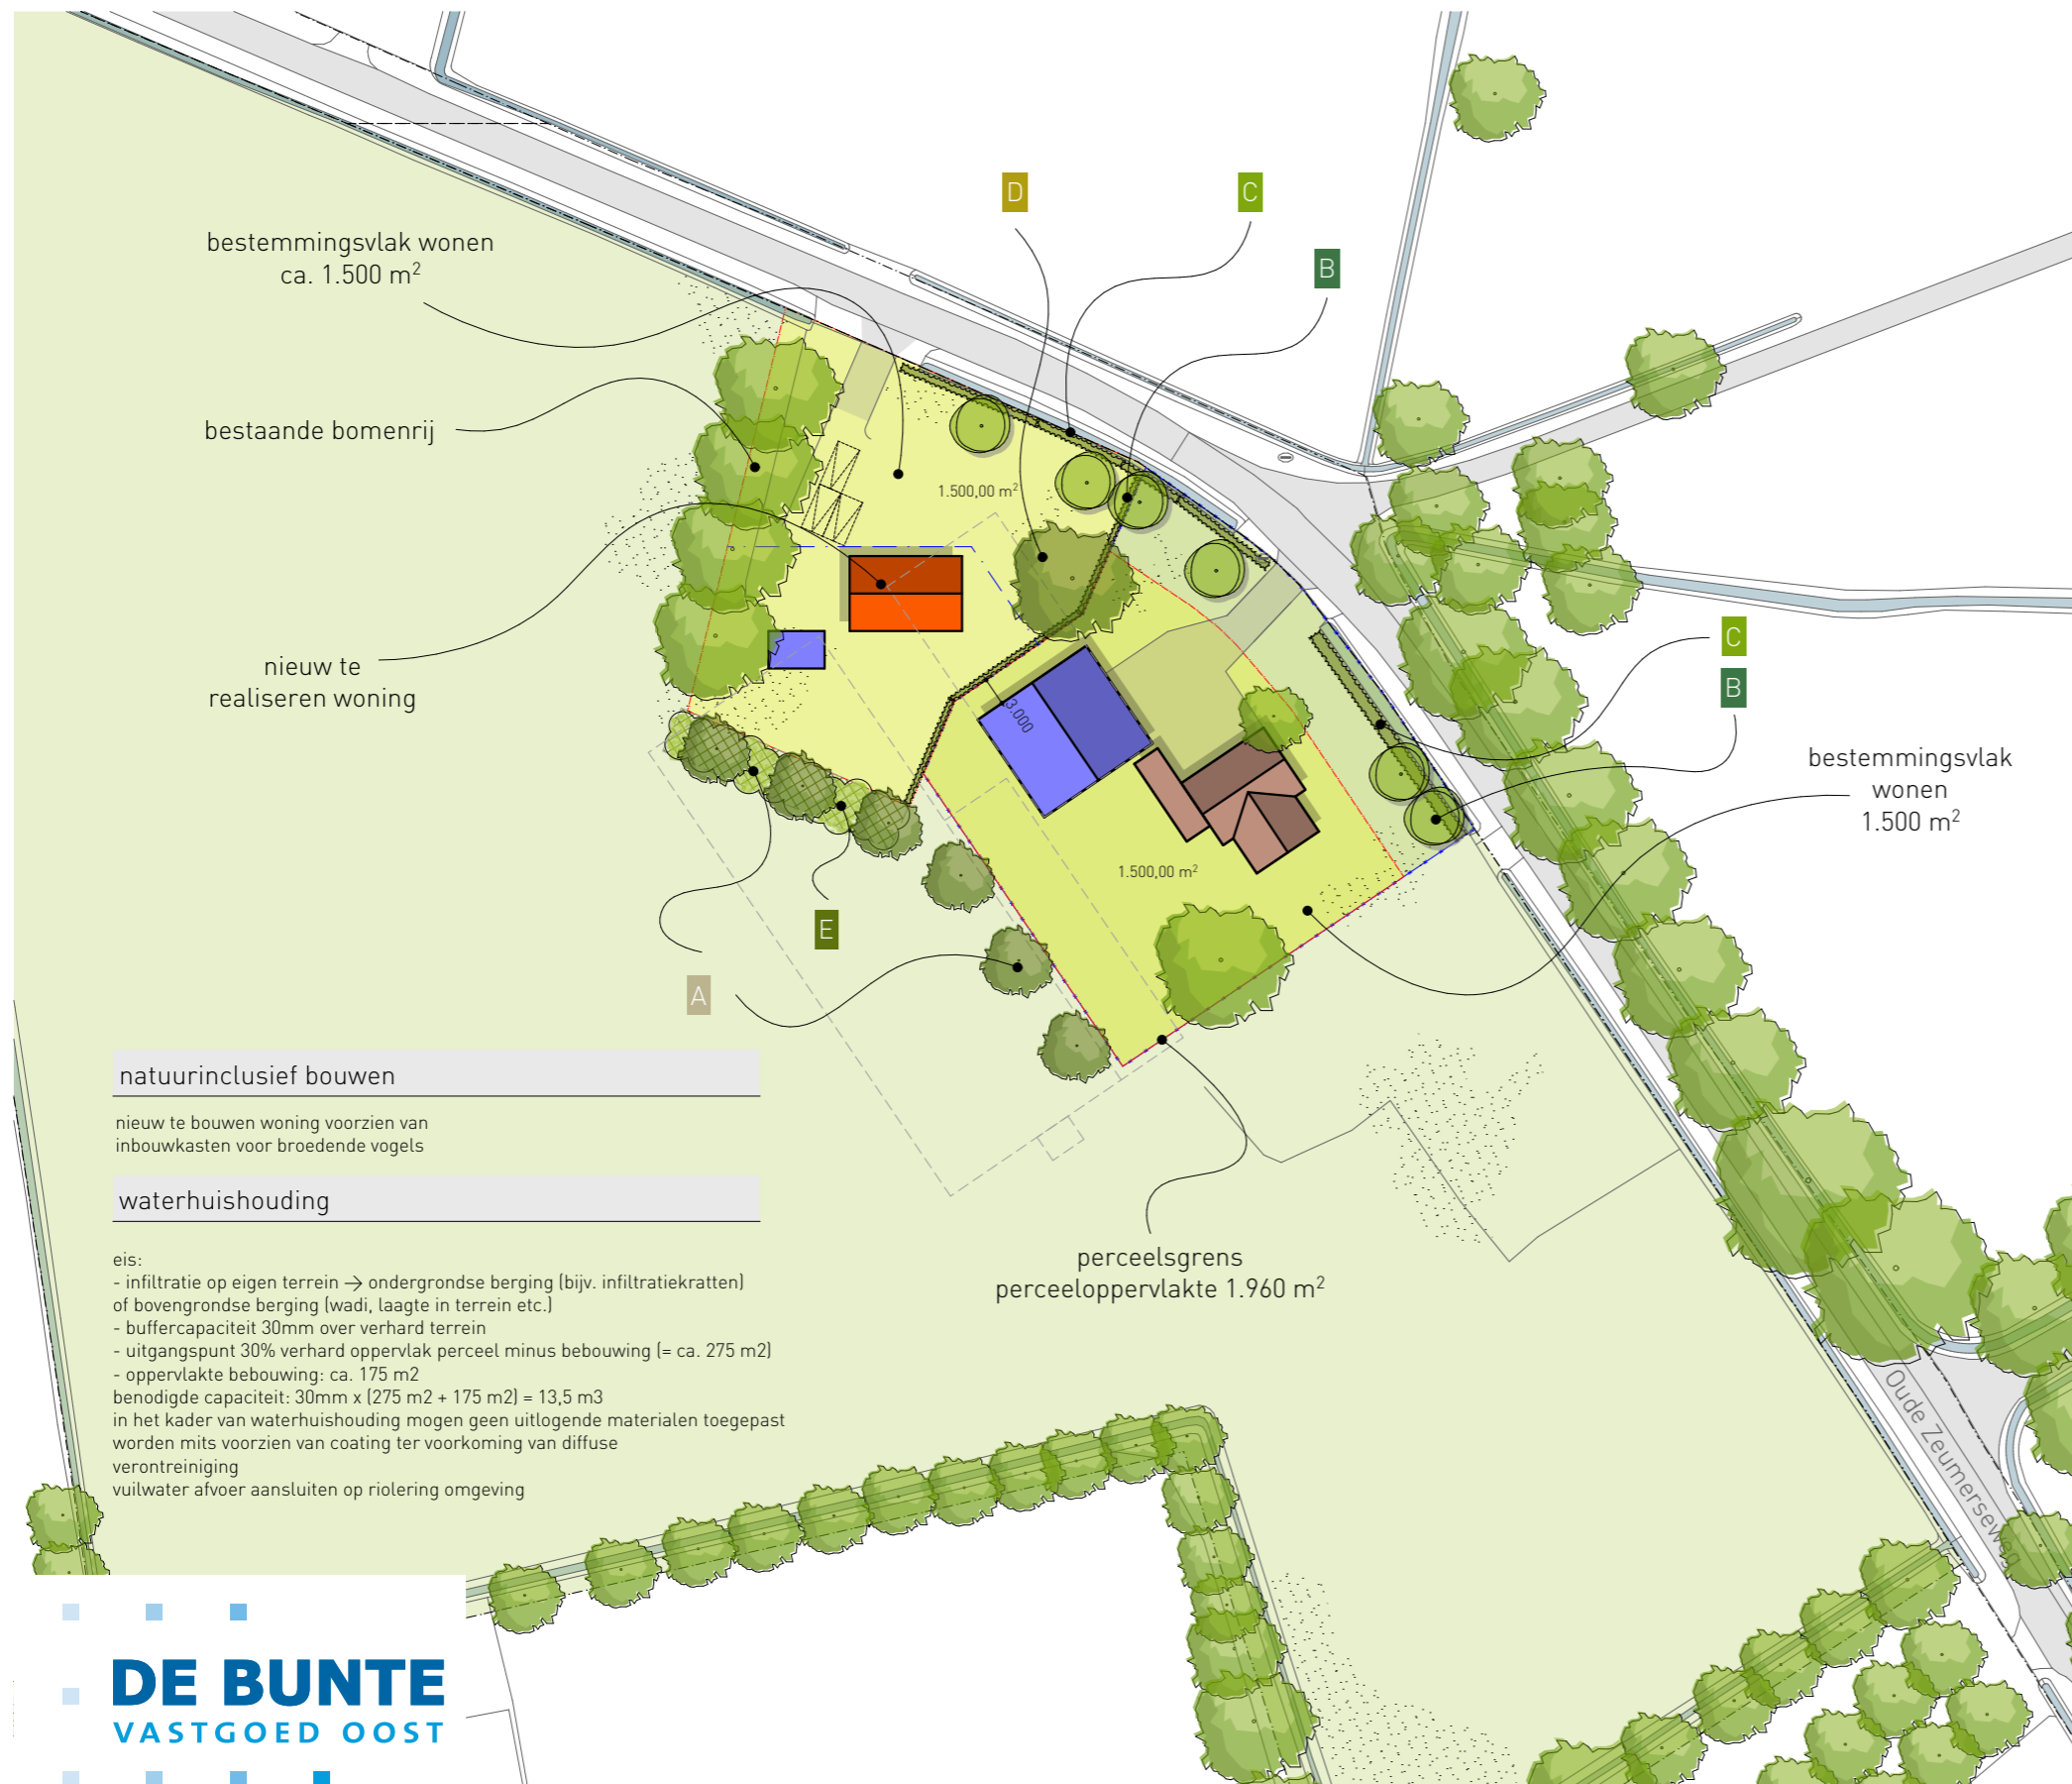 D
C
B
bestemmingsvlak wonen
ca. 1.500 m²
bestaande bomenrij
1.500,00 m²
nieuw te
realiseren woning
C
B
3.000
bestemmingsvlak
wonen
1.500 m²
1.500,00 m²
E
A
natuurinclusief bouwen
nieuw te bouwen woning voorzien van
inbouwkasten voor broedende vogels
waterhuishouding
eis:
- infiltratie op eigen terrein → ondergrondse berging (bijv. infiltratiekratten)
of bovengrondse berging (wadi, laagte in terrein etc.)
- buffercapaciteit 30mm over verhard terrein
- uitgangspunt 30% verhard oppervlak perceel minus bebouwing (= ca. 275 m2)
- oppervlakte bebouwing: ca. 175 m2
benodigde capaciteit: 30mm x (275 m2 + 175 m2) = 13,5 m3
in het kader van waterhuishouding mogen geen uitlogende materialen toegepast
worden mits voorzien van coating ter voorkoming van diffuse
verontreiniging
vuilwater afvoer aansluiten op riolering omgeving
perceelsgrens
perceeloppervlakte 1.960 m²
Oude Zeumerseweg
DE BUNTE
VASTGOED OOST